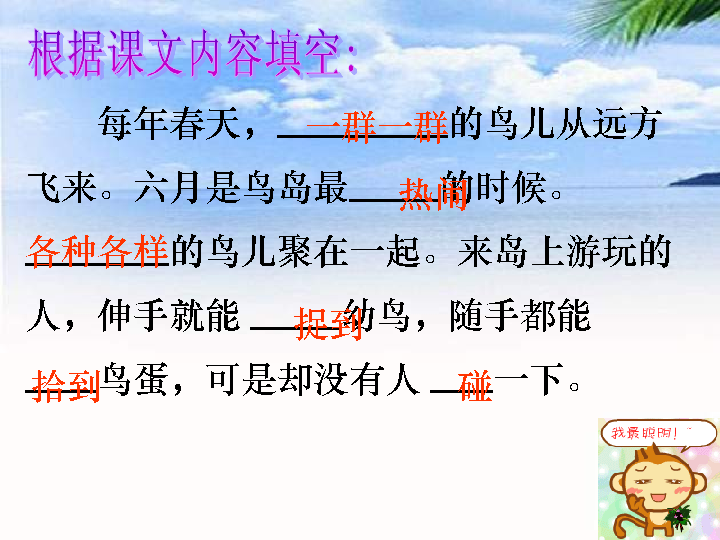 根据课文内容填空：
每年春天，一群一群的鸟儿从远方
飞来。六月是鸟岛最热闹的时候。
各种各样的鸟儿聚在一起。来岛上游玩的
人，伸手就能 捉到幼鸟，随手都能
拾到鸟蛋，可是却没有人 碰一下。
我最聪明！